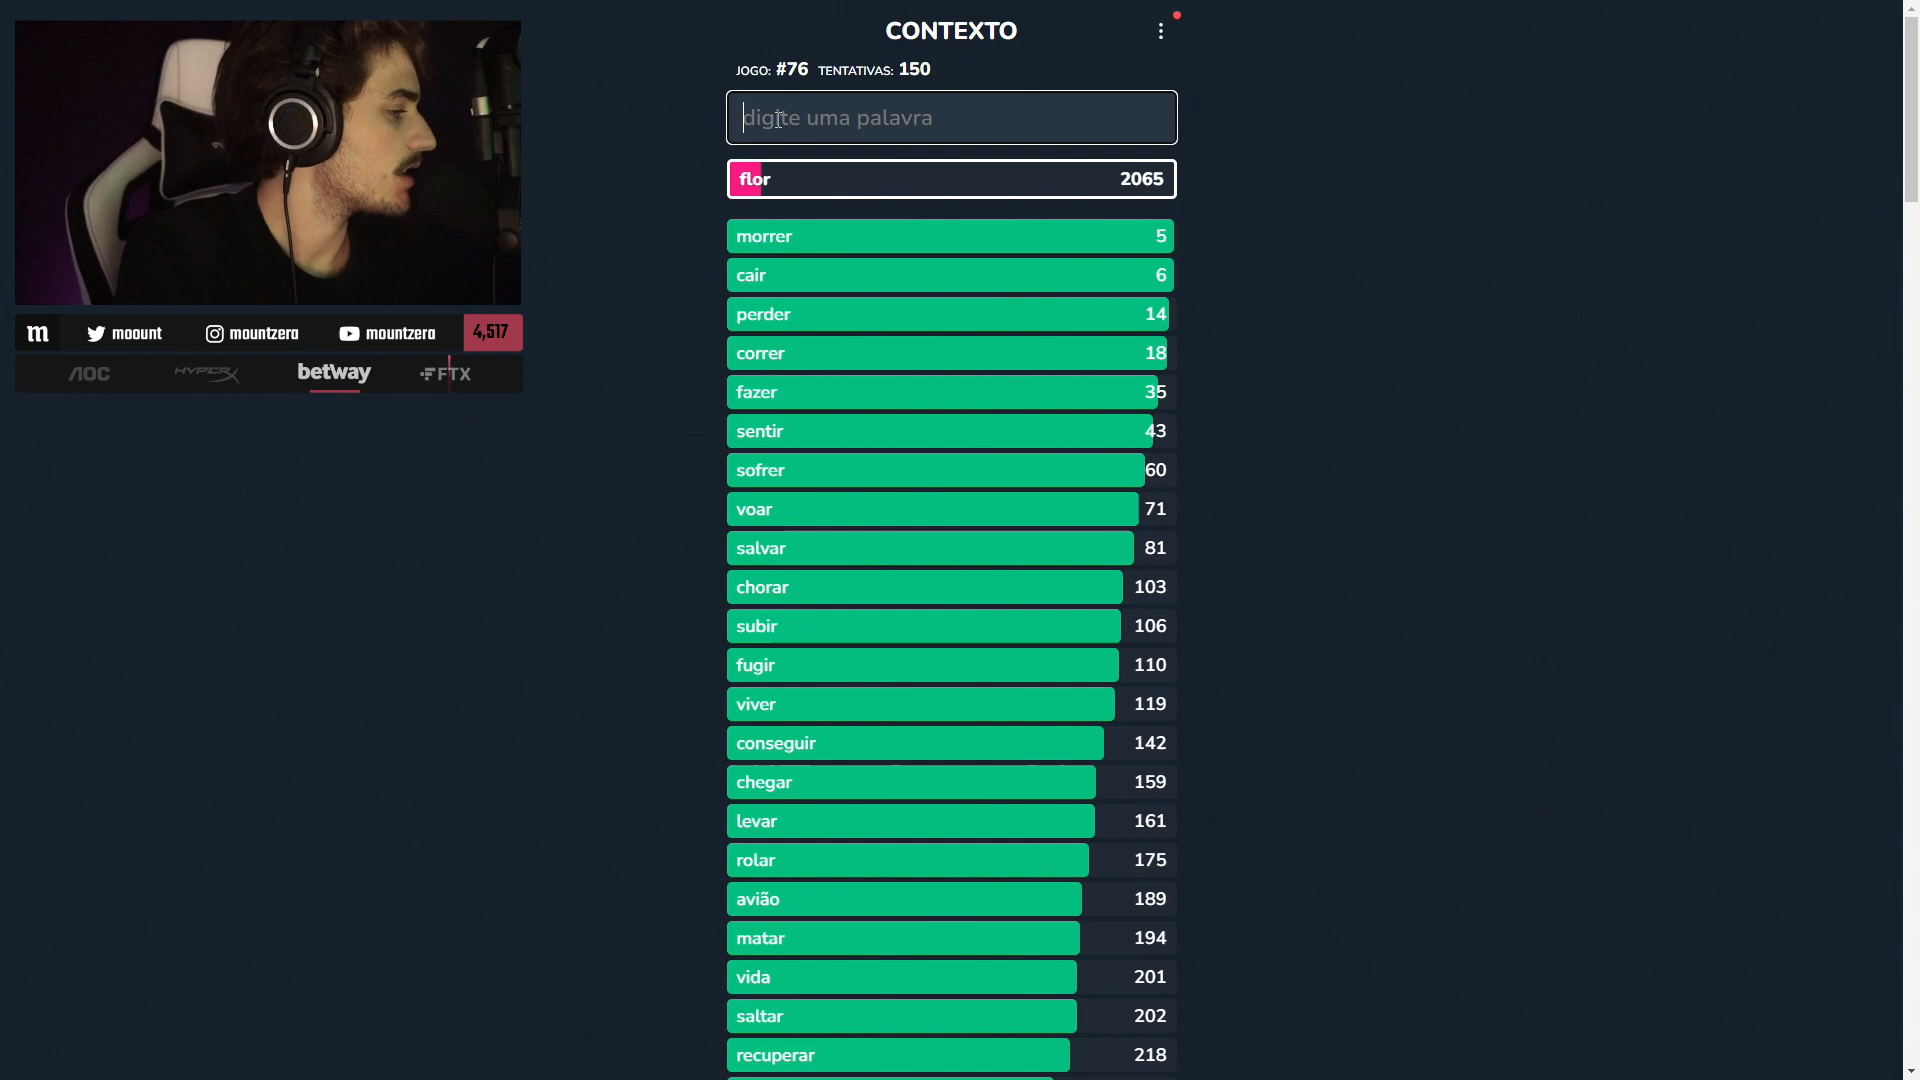 CONTEXTO
JOGO: #76 TENTATIVAS: 150
digite uma palavra
flor 2065
morrer 5
cair 6
perder 14
correr 18
fazer 35
sentir 43
sofrer 60
voar 71
salvar 81
chorar 103
subir 106
fugir 110
viver 119
conseguir 142
chegar 159
levar 161
rolar 175
avião 189
matar 194
vida 201
saltar 202
recuperar 218
m moount mountzera mountzera 4,517
AOC HYPERX betway FTX